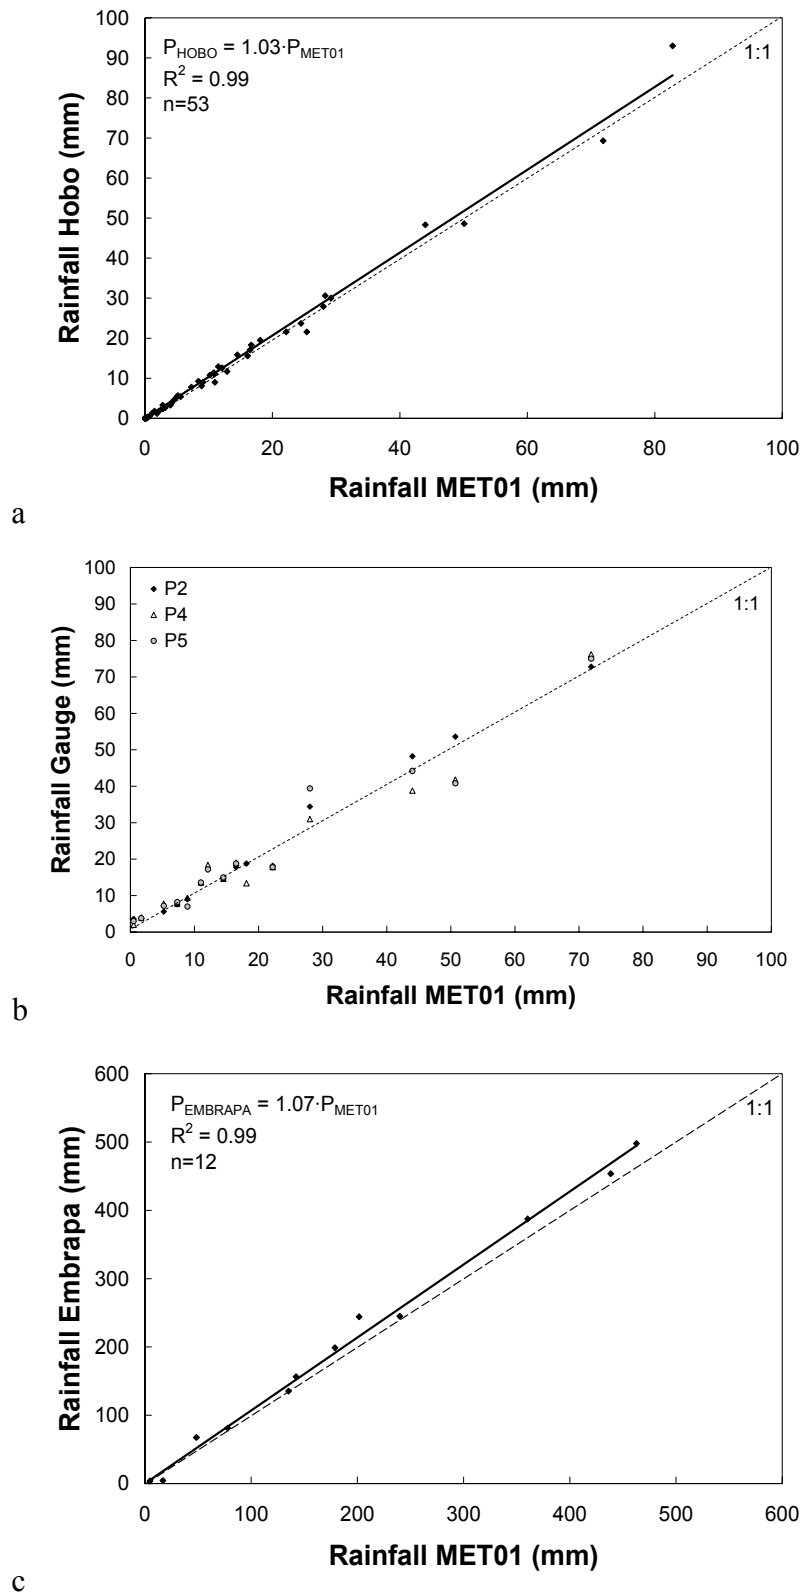 100
90
80
70
60
50
40
30
20
10
0
P_HOBO = 1.03·P_MET01
R² = 0.99
n=53
1:1
Rainfall Hobo (mm)
0 20 40 60 80 100
Rainfall MET01 (mm)
a
100
90
80
70
60
50
40
30
20
10
0
P2
P4
P5
1:1
Rainfall Gauge (mm)
0 10 20 30 40 50 60 70 80 90 100
Rainfall MET01 (mm)
b
600
500
400
300
200
100
0
P_EMBRAPA = 1.07·P_MET01
R² = 0.99
n=12
1:1
Rainfall Embrapa (mm)
0 100 200 300 400 500 600
Rainfall MET01 (mm)
c